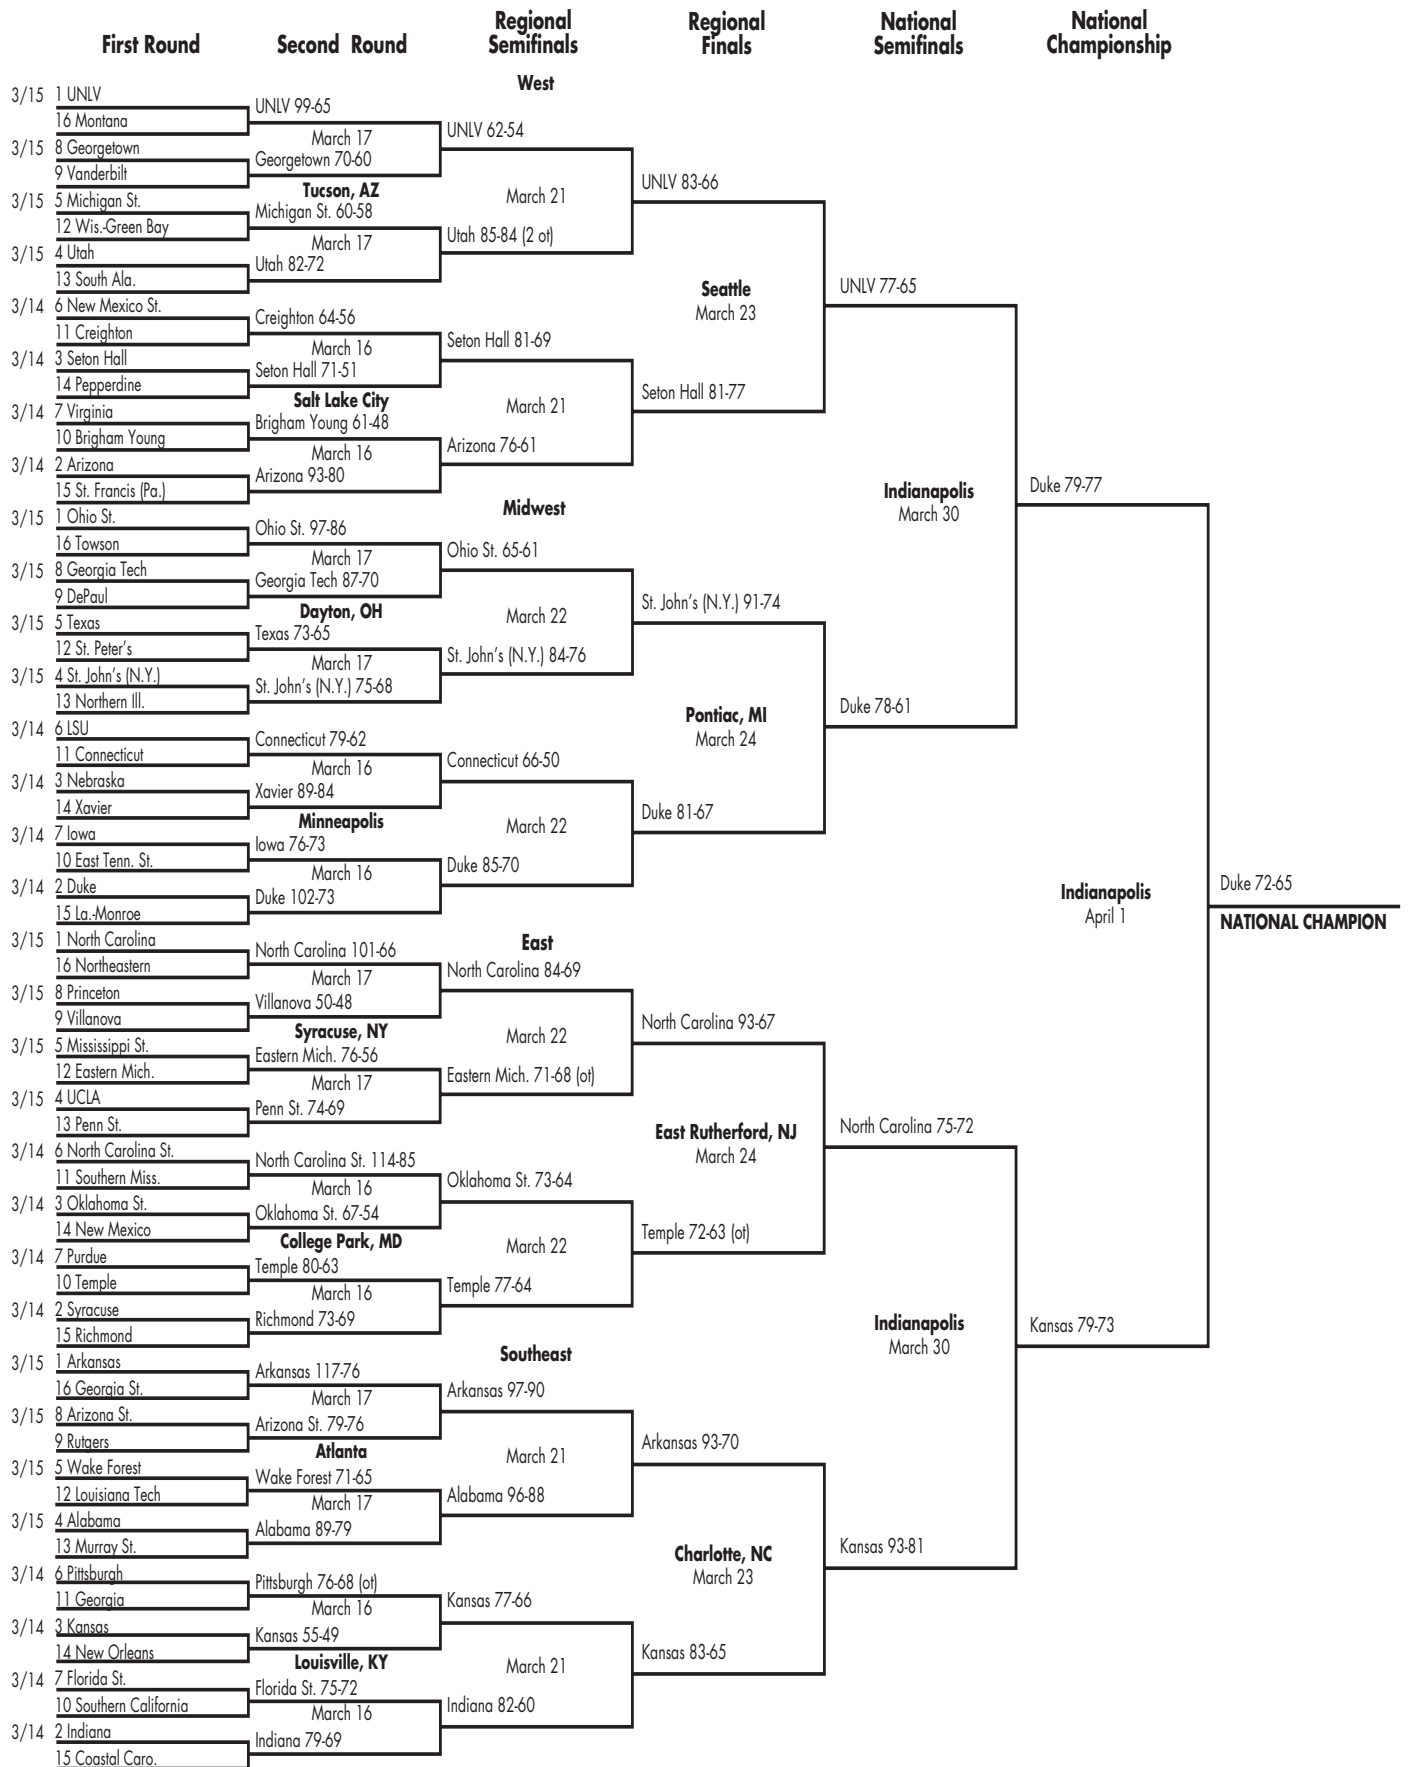 First Round
Second Round
Regional
Semifinals
Regional
Finals
National
Semifinals
National
Championship
West
3/15 1 UNLV
16 Montana
3/15 8 Georgetown
9 Vanderbilt
3/15 5 Michigan St.
12 Wis.-Green Bay
3/15 4 Utah
13 South Ala.
3/14 6 New Mexico St.
11 Creighton
3/14 3 Seton Hall
14 Pepperdine
3/14 7 Virginia
10 Brigham Young
3/14 2 Arizona
15 St. Francis (Pa.)
UNLV 99-65
March 17
Georgetown 70-60
Tucson, AZ
Michigan St. 60-58
March 17
Utah 82-72
Creighton 64-56
March 16
Seton Hall 71-51
Salt Lake City
Brigham Young 61-48
March 16
Arizona 93-80
UNLV 62-54
March 21
Utah 85-84 (2 ot)
Seton Hall 81-69
March 21
Arizona 76-61
UNLV 83-66
Seattle
March 23
Seton Hall 81-77
UNLV 77-65
Midwest
3/15 1 Ohio St.
16 Towson
3/15 8 Georgia Tech
9 DePaul
3/15 5 Texas
12 St. Peter's
3/15 4 St. John's (N.Y.)
13 Northern Ill.
3/14 6 LSU
11 Connecticut
3/14 3 Nebraska
14 Xavier
3/14 7 Iowa
10 East Tenn. St.
3/14 2 Duke
15 La.-Monroe
Ohio St. 97-86
March 17
Georgia Tech 87-70
Dayton, OH
Texas 73-65
March 17
St. John's (N.Y.) 75-68
Connecticut 79-62
March 16
Xavier 89-84
Minneapolis
Iowa 76-73
March 16
Duke 102-73
Ohio St. 65-61
March 22
St. John's (N.Y.) 84-76
Connecticut 66-50
March 22
Duke 85-70
St. John's (N.Y.) 91-74
Pontiac, MI
March 24
Duke 81-67
Duke 78-61
Indianapolis
March 30
Duke 79-77
East
3/15 1 North Carolina
16 Northeastern
3/15 8 Princeton
9 Villanova
3/15 5 Mississippi St.
12 Eastern Mich.
3/15 4 UCLA
13 Penn St.
3/14 6 North Carolina St.
11 Southern Miss.
3/14 3 Oklahoma St.
14 New Mexico
3/14 7 Purdue
10 Temple
3/14 2 Syracuse
15 Richmond
North Carolina 101-66
March 17
Villanova 50-48
Syracuse, NY
Eastern Mich. 76-56
March 17
Penn St. 74-69
North Carolina St. 114-85
March 16
Oklahoma St. 67-54
College Park, MD
Temple 80-63
March 16
Richmond 73-69
North Carolina 84-69
March 22
Eastern Mich. 71-68 (ot)
Oklahoma St. 73-64
March 22
Temple 77-64
North Carolina 93-67
East Rutherford, NJ
March 24
Temple 72-63 (ot)
North Carolina 75-72
Southeast
3/15 1 Arkansas
16 Georgia St.
3/15 8 Arizona St.
9 Rutgers
3/15 5 Wake Forest
12 Louisiana Tech
3/15 4 Alabama
13 Murray St.
3/14 6 Pittsburgh
11 Georgia
3/14 3 Kansas
14 New Orleans
3/14 7 Florida St.
10 Southern California
3/14 2 Indiana
15 Coastal Caro.
Arkansas 117-76
March 17
Arizona St. 79-76
Atlanta
Wake Forest 71-65
March 17
Alabama 89-79
Pittsburgh 76-68 (ot)
March 16
Kansas 55-49
Louisville, KY
Florida St. 75-72
March 16
Indiana 79-69
Arkansas 97-90
March 21
Alabama 96-88
Kansas 77-66
March 21
Indiana 82-60
Arkansas 93-70
Charlotte, NC
March 23
Kansas 83-65
Kansas 93-81
Indianapolis
March 30
Kansas 79-73
Indianapolis
April 1
Duke 72-65
NATIONAL CHAMPION